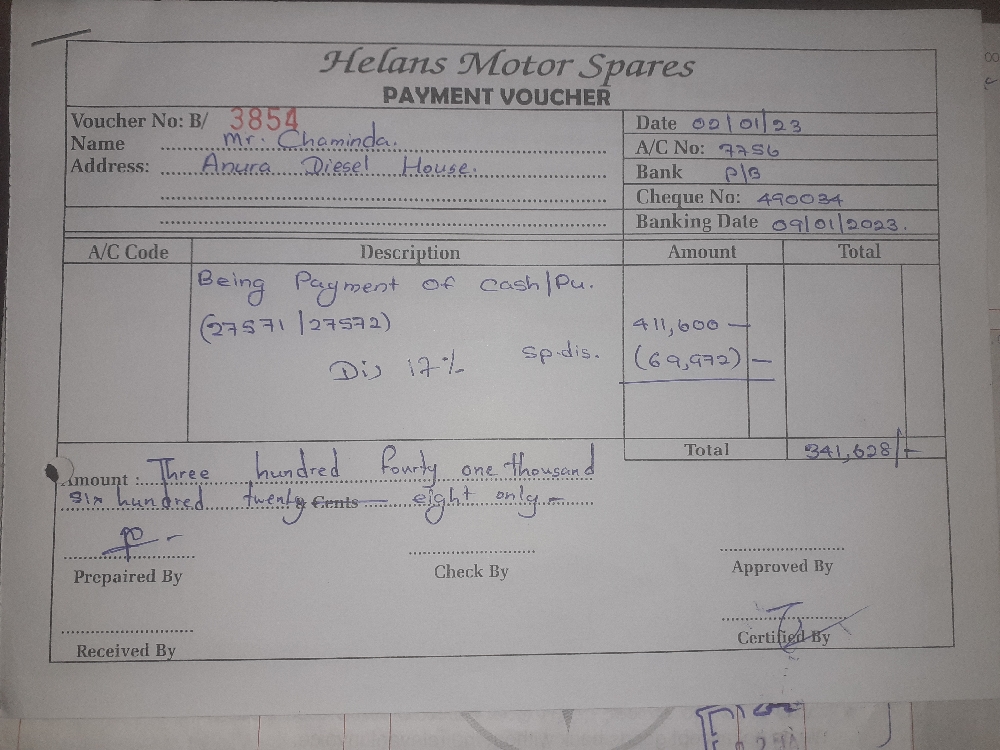 Helans Motor Spares
PAYMENT VOUCHER
Voucher No: B/ 3854
Name Mr. Chaminda.
Address: Anura Diesel House.
Date 02/01/23
A/C No: 7756
Bank P/B
Cheque No: 490034
Banking Date 09/01/2023.
A/C Code Description Amount Total
Being Payment of cash/Pu.
(27571/27572) 411,600 —
Dis 17% sp.dis. (69,972) —
Total 341,628/-
Amount : Three hundred fourty one thousand
six hundred twenty Cents eight only -
Prepaired By Check By Approved By
Received By Certified By